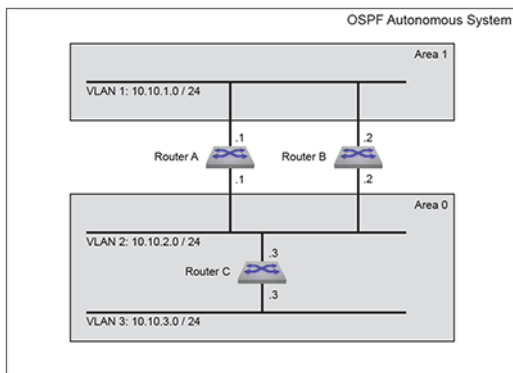 OSPF Autonomous System
Area 1
VLAN 1: 10.10.1.0 / 24
.1
.2
Router A
Router B
.1
.2
Area 0
VLAN 2: 10.10.2.0 / 24
.3
Router C
.3
VLAN 3: 10.10.3.0 / 24